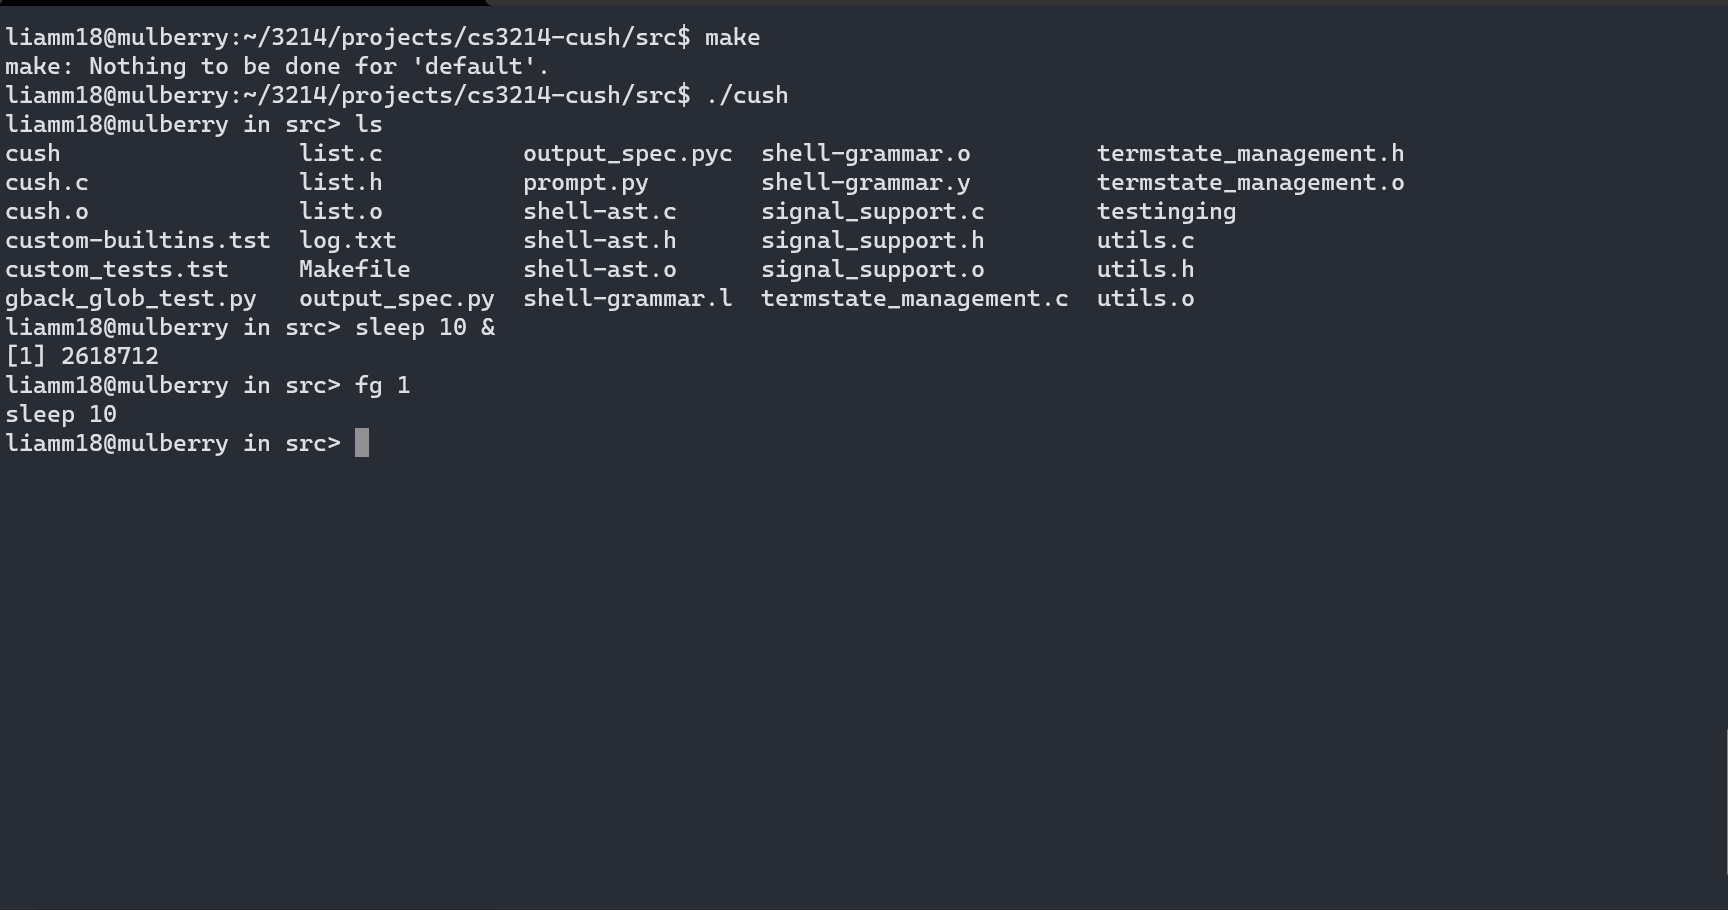 liamm18@mulberry:~/3214/projects/cs3214-cush/src$ make
make: Nothing to be done for 'default'.
liamm18@mulberry:~/3214/projects/cs3214-cush/src$ ./cush
liamm18@mulberry in src> ls
cush                 list.c         output_spec.pyc  shell-grammar.o         termstate_management.h
cush.c               list.h         prompt.py        shell-grammar.y         termstate_management.o
cush.o               list.o         shell-ast.c      signal_support.c        testinging
custom-builtins.tst  log.txt        shell-ast.h      signal_support.h        utils.c
custom_tests.tst     Makefile       shell-ast.o      signal_support.o        utils.h
gback_glob_test.py   output_spec.py  shell-grammar.l  termstate_management.c  utils.o
liamm18@mulberry in src> sleep 10 &
[1] 2618712
liamm18@mulberry in src> fg 1
sleep 10
liamm18@mulberry in src>